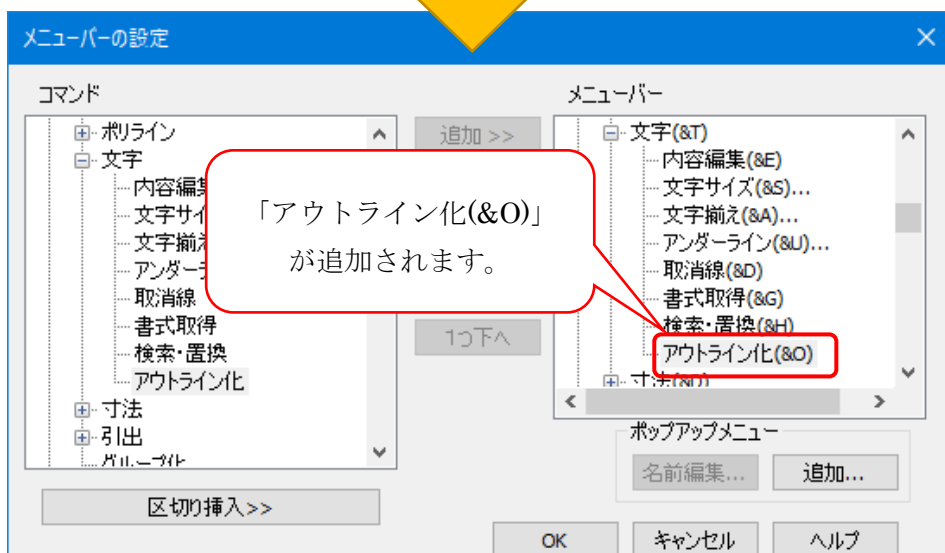 メニューバーの設定
コマンド
ポリライン
文字
内容編集
文字サイ
文字揃え
アンダーラ
取消線
書式取得
検索・置換
アウトライン化
寸法
引出
グループ化
区切り挿入>>
追加 >>
1つ下へ
「アウトライン化(&O)」
が追加されます。
メニューバー
文字(&T)
内容編集(&E)
文字サイズ(&S)...
文字揃え(&A)...
アンダーライン(&U)...
取消線(&D)
書式取得(&G)
検索・置換(&H)
アウトライン化(&O)
寸法(&D)
ポップアップメニュー
名前編集...
追加...
OK
キャンセル
ヘルプ